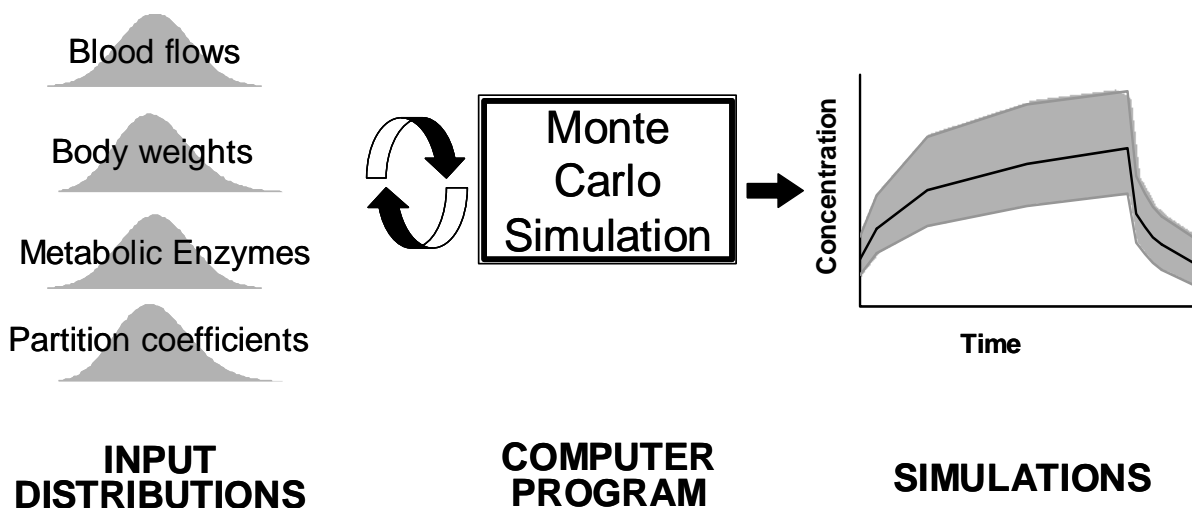 Blood flows
Body weights
Metabolic Enzymes
Partition coefficients
INPUT
DISTRIBUTIONS
Monte
Carlo
Simulation
COMPUTER
PROGRAM
Concentration
Time
SIMULATIONS